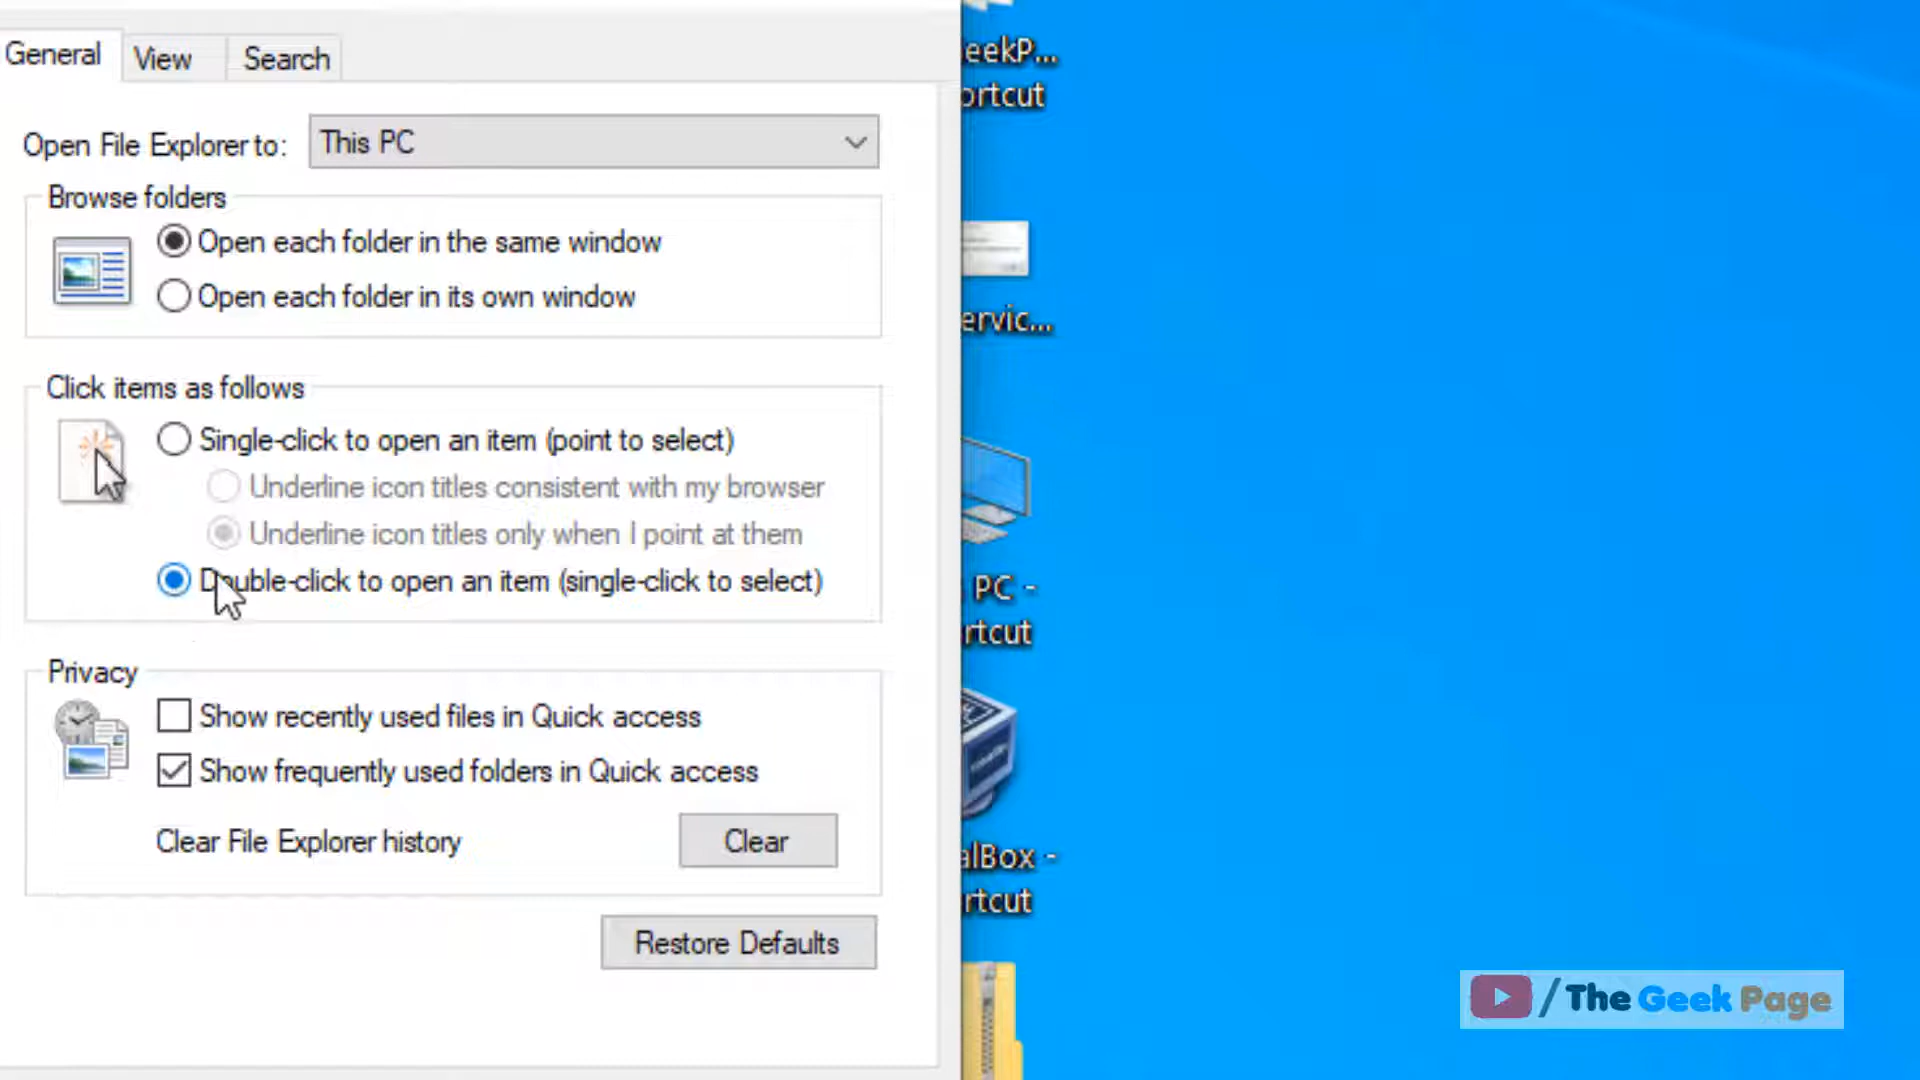 General
View
Search
Open File Explorer to:
This PC
Browse folders
Open each folder in the same window
Open each folder in its own window
Click items as follows
Single-click to open an item (point to select)
Underline icon titles consistent with my browser
Underline icon titles only when I point at them
Double-click to open an item (single-click to select)
Privacy
Show recently used files in Quick access
Show frequently used folders in Quick access
Clear File Explorer history
Clear
Restore Defaults
eekP...
ortcut
ervic...
PC -
rtcut
alBox -
rtcut
/ The Geek Page